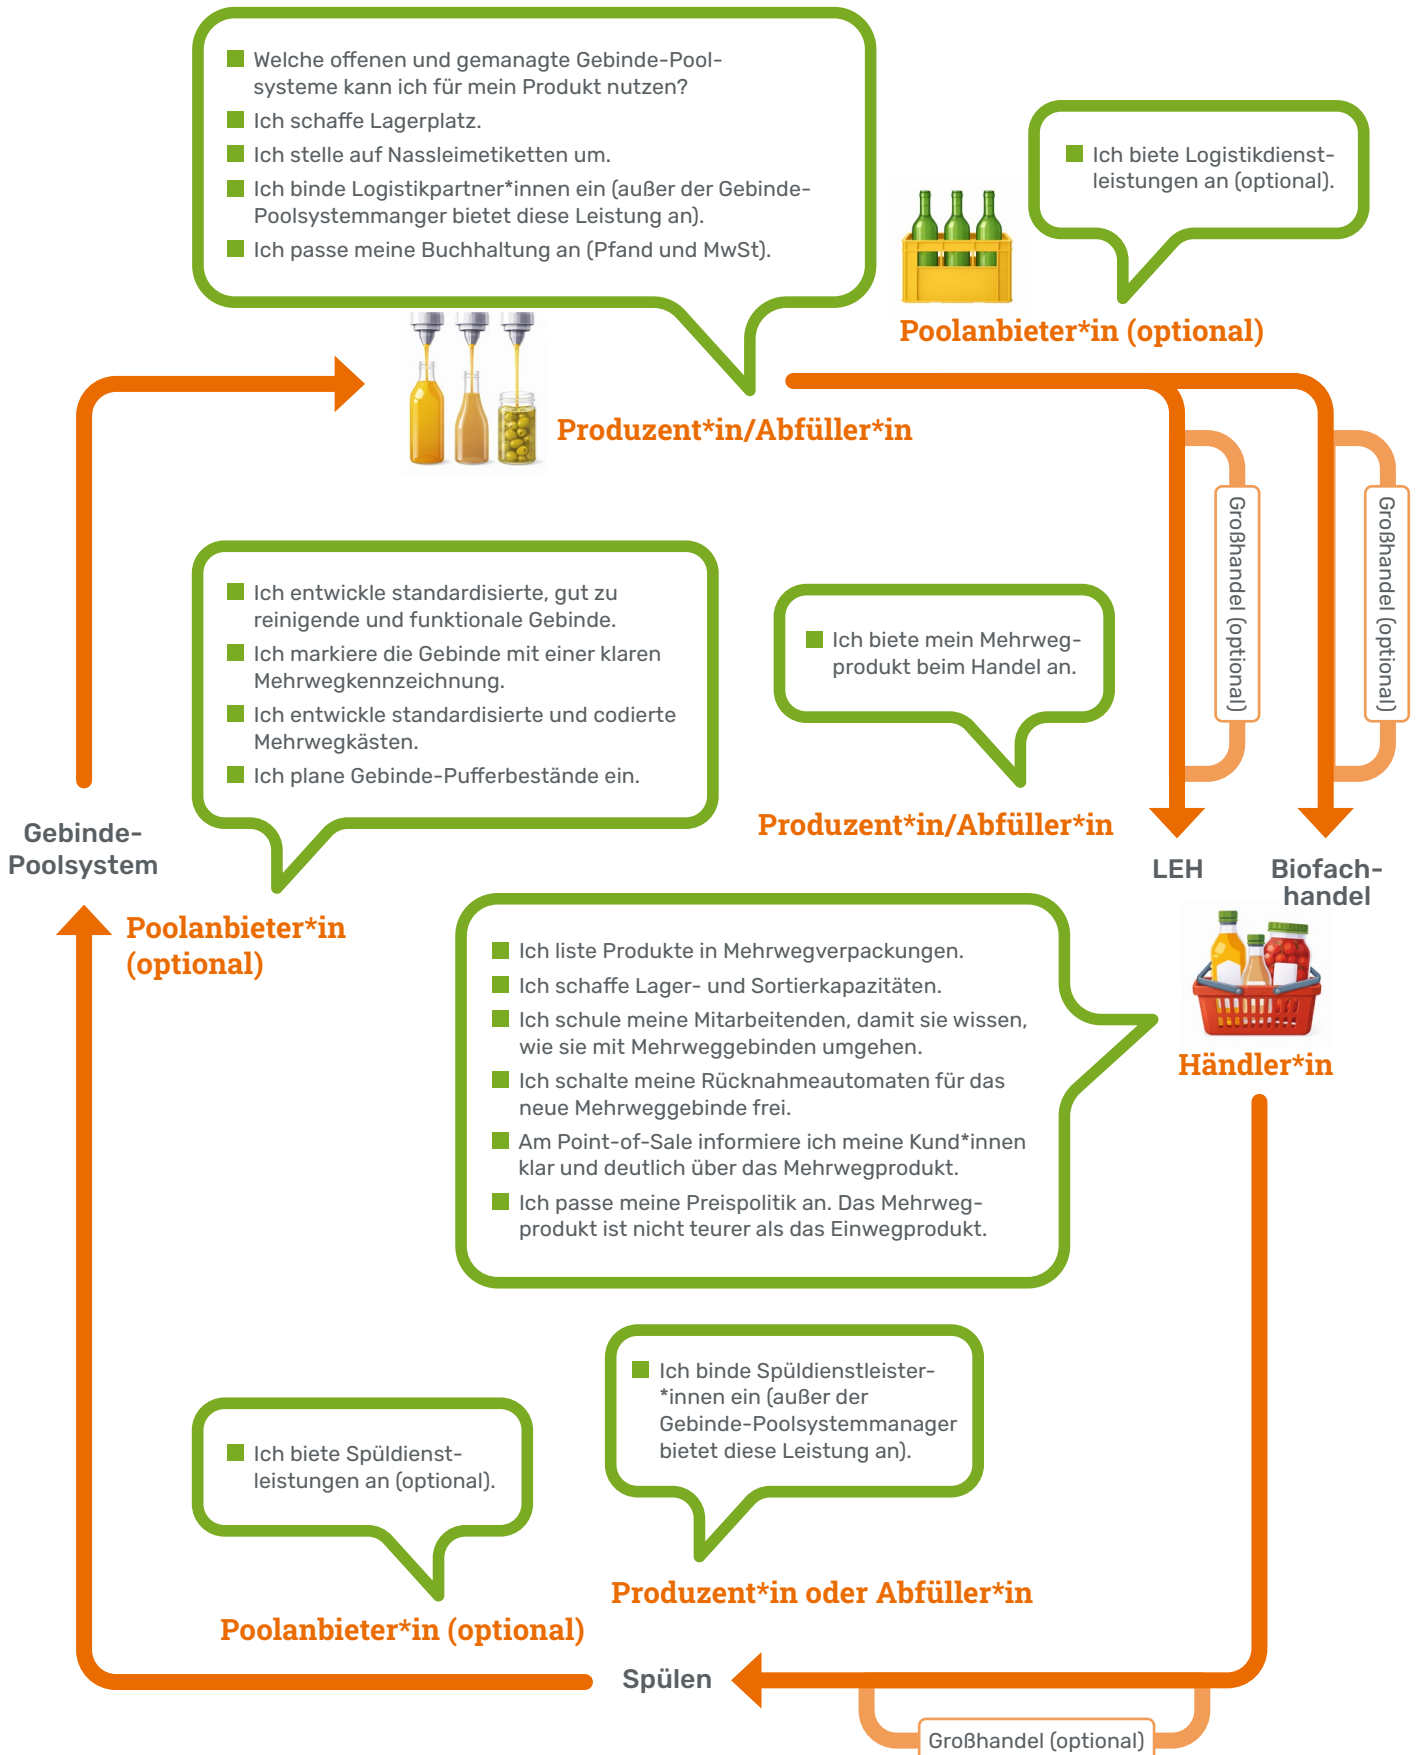 Welche offenen und gemanagte Gebinde-Pool-
systeme kann ich für mein Produkt nutzen?
Ich schaffe Lagerplatz.
Ich stelle auf Nassleimetiketten um.
Ich binde Logistikpartner*innen ein (außer der Gebinde-
Poolsystemmanger bietet diese Leistung an).
Ich passe meine Buchhaltung an (Pfand und MwSt).
Ich biete Logistikdienst-
leistungen an (optional).
Poolanbieter*in (optional)
Produzent*in/Abfüller*in
Großhandel (optional)
Großhandel (optional)
Ich entwickle standardisierte, gut zu
reinigende und funktionale Gebinde.
Ich markiere die Gebinde mit einer klaren
Mehrwegkennzeichnung.
Ich entwickle standardisierte und codierte
Mehrwegkästen.
Ich plane Gebinde-Pufferbestände ein.
Ich biete mein Mehrweg-
produkt beim Handel an.
Produzent*in/Abfüller*in
Gebinde-
Poolsystem
LEH
Biofach-
handel
Poolanbieter*in
(optional)
Ich liste Produkte in Mehrwegverpackungen.
Ich schaffe Lager- und Sortierkapazitäten.
Ich schule meine Mitarbeitenden, damit sie wissen,
wie sie mit Mehrweggebinden umgehen.
Ich schalte meine Rücknahmeautomaten für das
neue Mehrweggebinde frei.
Am Point-of-Sale informiere ich meine Kund*innen
klar und deutlich über das Mehrwegprodukt.
Ich passe meine Preispolitik an. Das Mehrweg-
produkt ist nicht teurer als das Einwegprodukt.
Händler*in
Ich binde Spüldienstleister-
*innen ein (außer der
Gebinde-Poolsystemmanager
bietet diese Leistung an).
Ich biete Spüldienst-
leistungen an (optional).
Produzent*in oder Abfüller*in
Poolanbieter*in (optional)
Spülen
Großhandel (optional)